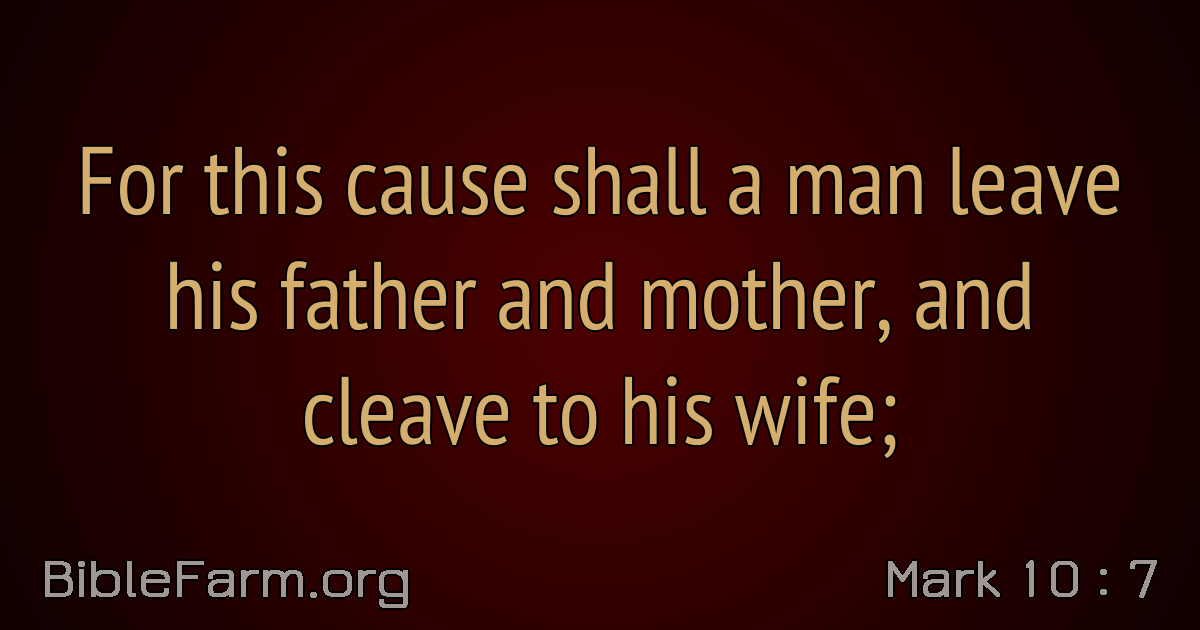 For this cause shall a man leave
his father and mother, and
cleave to his wife;
BibleFarm.org
Mark 10 : 7